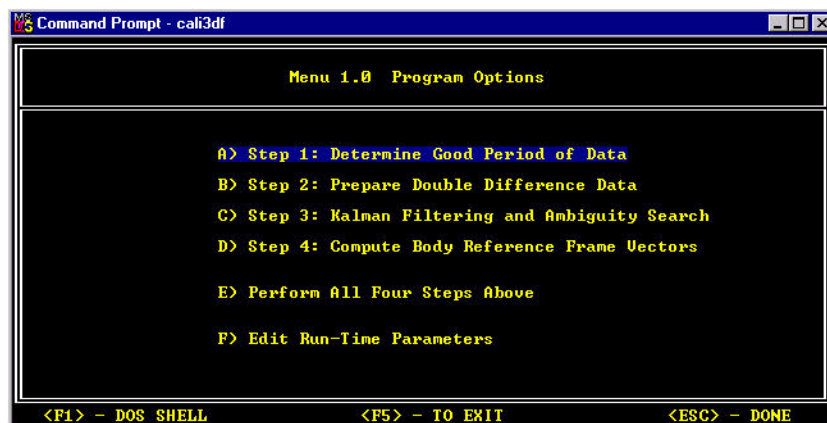 Command Prompt - cali3df
Menu 1.0 Program Options
A) Step 1: Determine Good Period of Data
B) Step 2: Prepare Double Difference Data
C) Step 3: Kalman Filtering and Ambiguity Search
D) Step 4: Compute Body Reference Frame Vectors
E) Perform All Four Steps Above
F) Edit Run-Time Parameters
<F1> - DOS SHELL <F5> - TO EXIT <ESC> - DONE